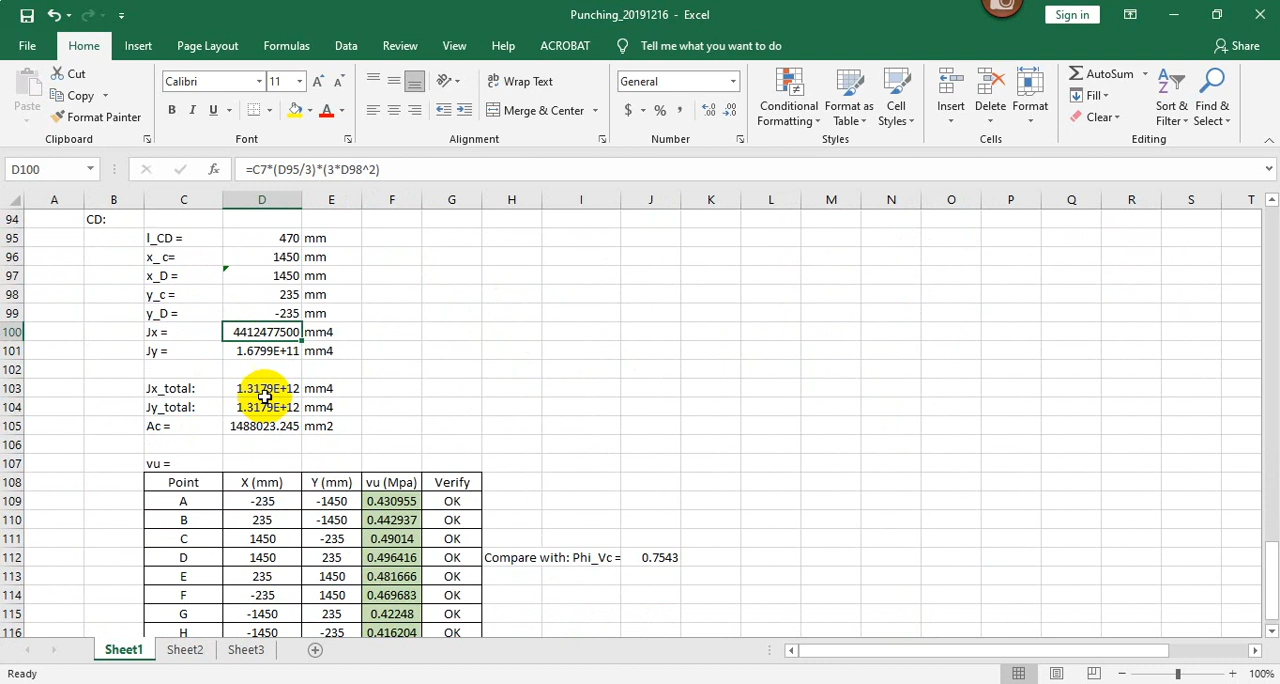 Punching_20191216 - Excel
Sign in
File Home Insert Page Layout Formulas Data Review View Help ACROBAT Tell me what you want to do Share
Paste Cut Copy Format Painter Clipboard
Calibri 11 B I U Font
Wrap Text Merge & Center Alignment
General $ % Number
Conditional Formatting Format as Table Cell Styles Styles
Insert Delete Format Cells
AutoSum Fill Clear Sort & Filter Find & Select Editing
D100 fx =C7*(D95/3)*(3*D98^2)
A B C D E F G H I J K L M N O P Q R S T
94 CD:
95 l_CD = 470 mm
96 x_ c= 1450 mm
97 x_D = 1450 mm
98 y_c = 235 mm
99 y_D = -235 mm
100 Jx = 4412477500 mm4
101 Jy = 1.6799E+11 mm4
102
103 Jx_total: 1.3179E+12 mm4
104 Jy_total: 1.3179E+12 mm4
105 Ac = 1488023.245 mm2
106
107 vu =
108 Point X (mm) Y (mm) vu (Mpa) Verify
109 A -235 -1450 0.430955 OK
110 B 235 -1450 0.442937 OK
111 C 1450 -235 0.49014 OK
112 D 1450 235 0.496416 OK Compare with: Phi_Vc = 0.7543
113 E 235 1450 0.481666 OK
114 F -235 1450 0.469683 OK
115 G -1450 235 0.42248 OK
116 H -1450 -235 0.416204 OK
Sheet1 Sheet2 Sheet3
Ready 100%